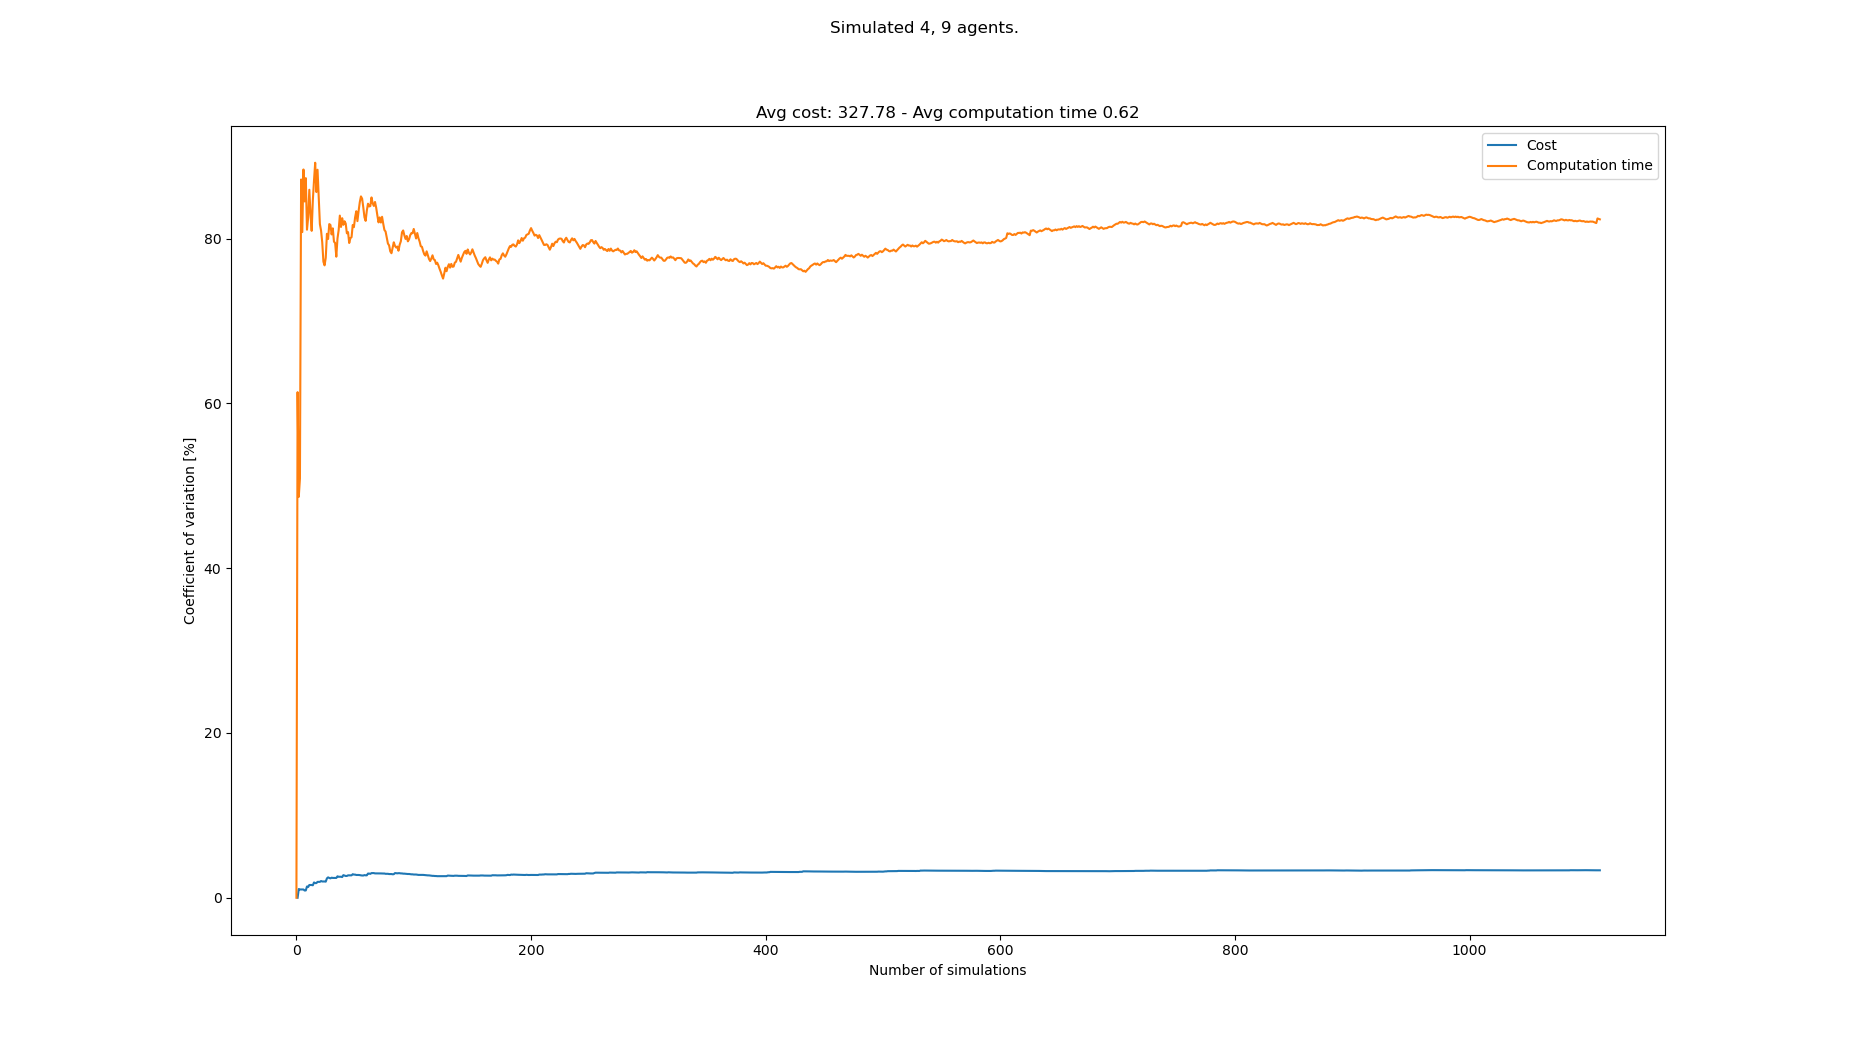 Simulated 4, 9 agents.
Avg cost: 327.78 - Avg computation time 0.62
Cost
Computation time
80
60
40
20
0
Coefficient of variation [%]
0 200 400 600 800 1000
Number of simulations